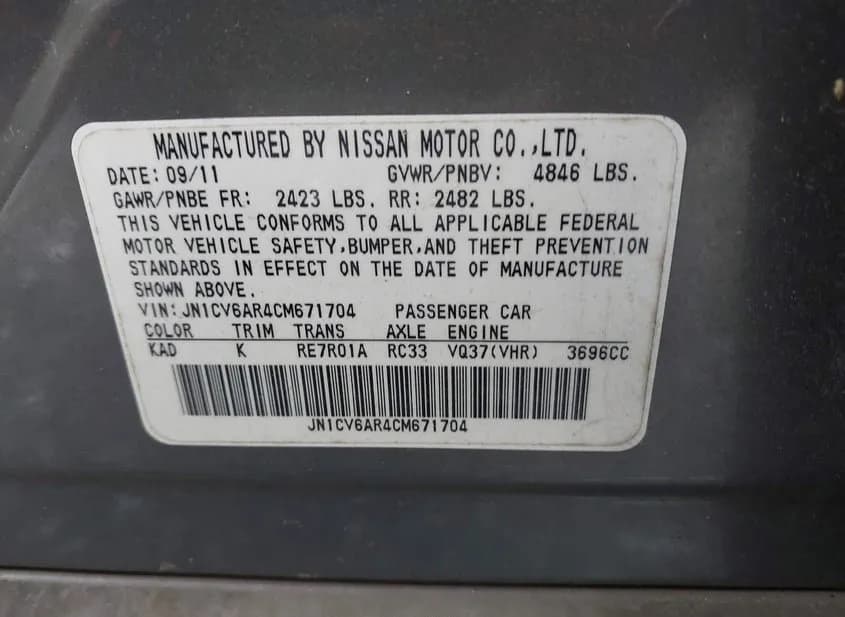 MANUFACTURED BY NISSAN MOTOR CO.,LTD.
DATE: 09/11 GVWR/PNBV: 4846 LBS.
GAWR/PNBE FR: 2423 LBS. RR: 2482 LBS.
THIS VEHICLE CONFORMS TO ALL APPLICABLE FEDERAL
MOTOR VEHICLE SAFETY,BUMPER,AND THEFT PREVENTION
STANDARDS IN EFFECT ON THE DATE OF MANUFACTURE
SHOWN ABOVE.
VIN:JN1CV6AR4CM671704 PASSENGER CAR
COLOR TRIM TRANS AXLE ENGINE
KAD K RE7R01A RC33 VQ37(VHR) 3696CC
JN1CV6AR4CM671704